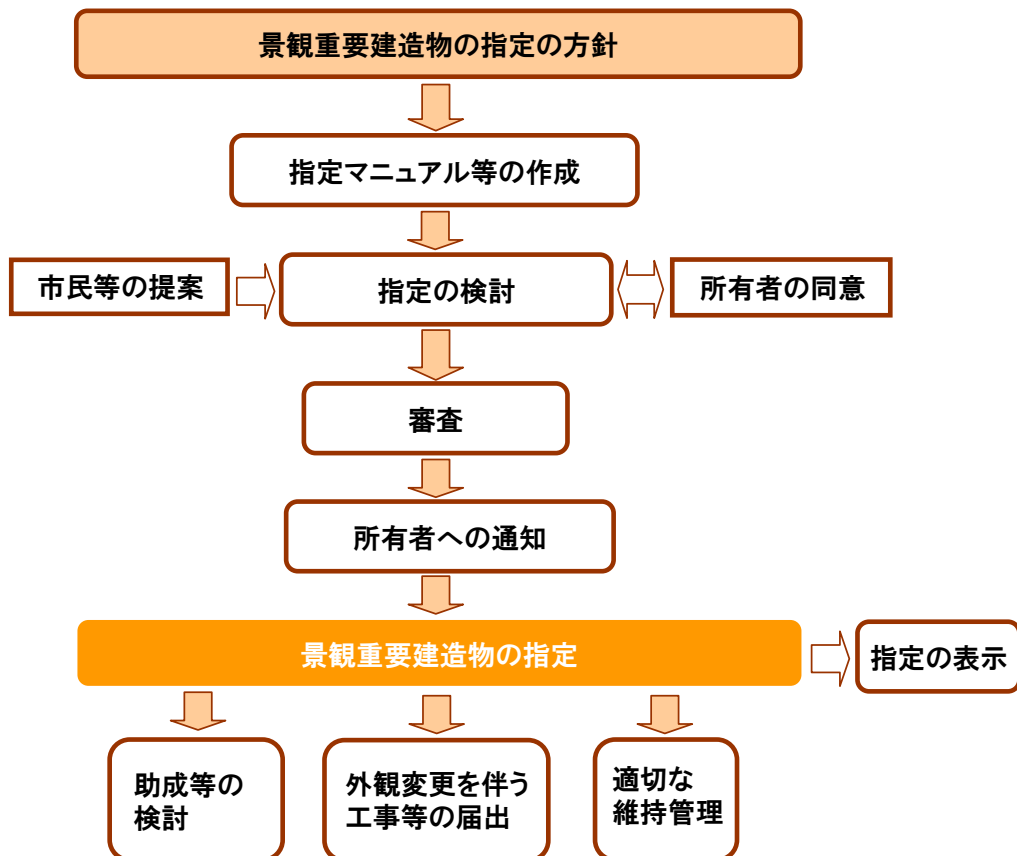 景観重要建造物の指定の方針
指定マニュアル等の作成
市民等の提案
指定の検討
所有者の同意
審査
所有者への通知
景観重要建造物の指定
指定の表示
助成等の
検討
外観変更を伴う
工事等の届出
適切な
維持管理